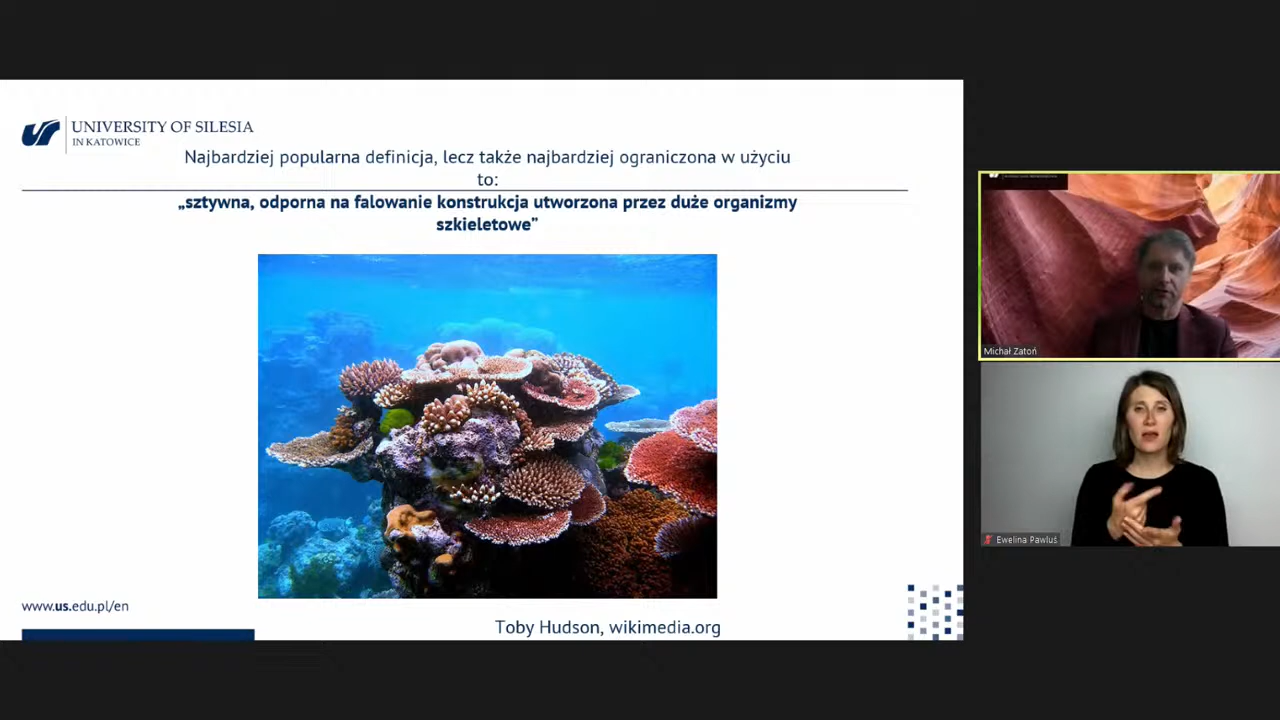 UNIVERSITY OF SILESIA
IN KATOWICE
Najbardziej popularna definicja, lecz także najbardziej ograniczona w użyciu
to:
„sztywna, odporna na falowanie konstrukcja utworzona przez duże organizmy
szkieletowe”
www.us.edu.pl/en
Toby Hudson, wikimedia.org
Michał Zatoń
Ewelina Pawluś